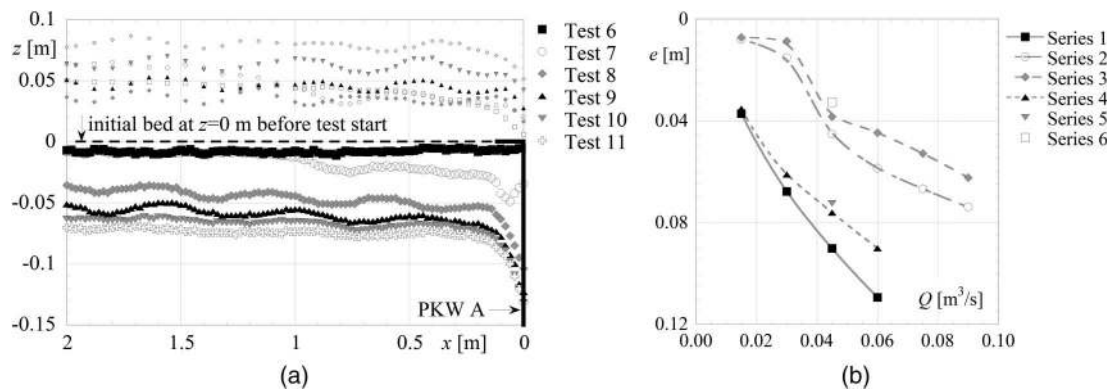 0.1
z [m]
0.05
0
-0.05
-0.1
-0.15
initial bed at z=0 m before test start
PKW A
2
1.5
1
0.5
x [m]
0
Test 6
Test 7
Test 8
Test 9
Test 10
Test 11
(a)
0
e [m]
0.04
0.08
0.12
Q [m³/s]
0.00
0.02
0.04
0.06
0.08
0.10
Series 1
Series 2
Series 3
Series 4
Series 5
Series 6
(b)